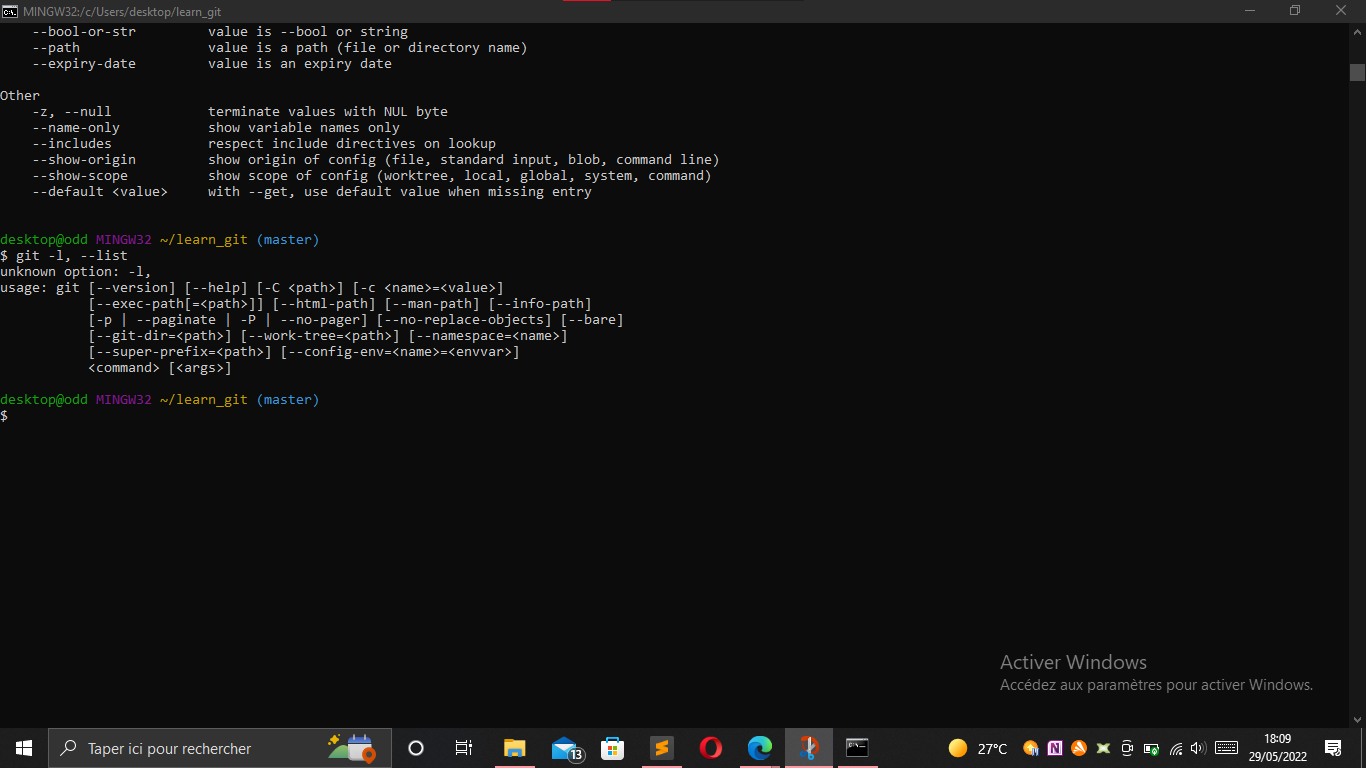 MINGW32:/c/Users/desktop/learn_git
--bool-or-str value is --bool or string
--path value is a path (file or directory name)
--expiry-date value is an expiry date
Other
-z, --null terminate values with NUL byte
--name-only show variable names only
--includes respect include directives on lookup
--show-origin show origin of config (file, standard input, blob, command line)
--show-scope show scope of config (worktree, local, global, system, command)
--default <value> with --get, use default value when missing entry
desktop@odd MINGW32 ~/learn_git (master)
$ git -l, --list
unknown option: -l,
usage: git [--version] [--help] [-C <path>] [-c <name>=<value>]
[--exec-path[=<path>]] [--html-path] [--man-path] [--info-path]
[-p | --paginate | -P | --no-pager] [--no-replace-objects] [--bare]
[--git-dir=<path>] [--work-tree=<path>] [--namespace=<name>]
[--super-prefix=<path>] [--config-env=<name>=<envvar>]
<command> [<args>]
desktop@odd MINGW32 ~/learn_git (master)
$
Activer Windows
Accédez aux paramètres pour activer Windows.
Taper ici pour rechercher
13
27°C
18:09
29/05/2022